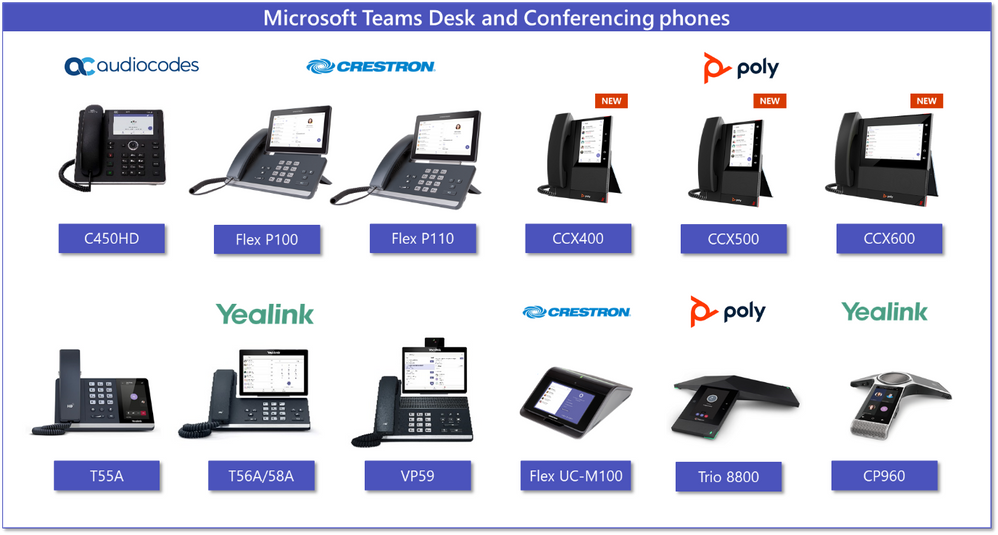 Microsoft Teams Desk and Conferencing phones
audiocodes
CRESTRON
poly
NEW
NEW
NEW
C450HD
Flex P100
Flex P110
CCX400
CCX500
CCX600
Yealink
CRESTRON
poly
Yealink
T55A
T56A/58A
VP59
Flex UC-M100
Trio 8800
CP960